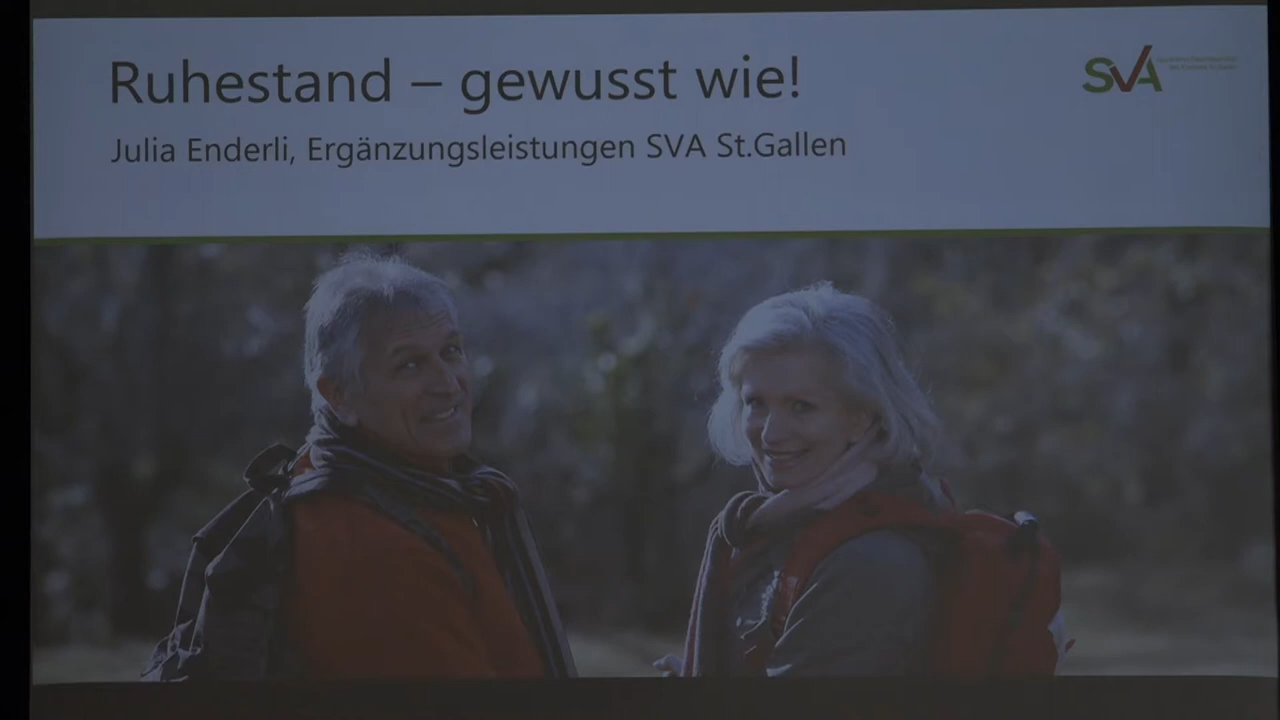 Ruhestand – gewusst wie!
SVA
Julia Enderli, Ergänzungsleistungen SVA St.Gallen